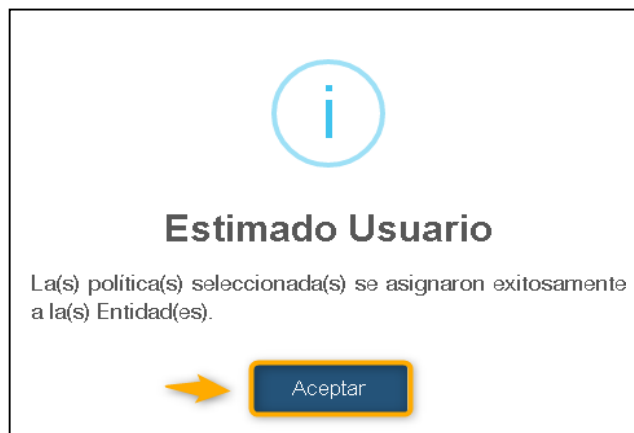 i
Estimado Usuario
La(s) política(s) seleccionada(s) se asignaron exitosamente
a la(s) Entidad(es).
Aceptar